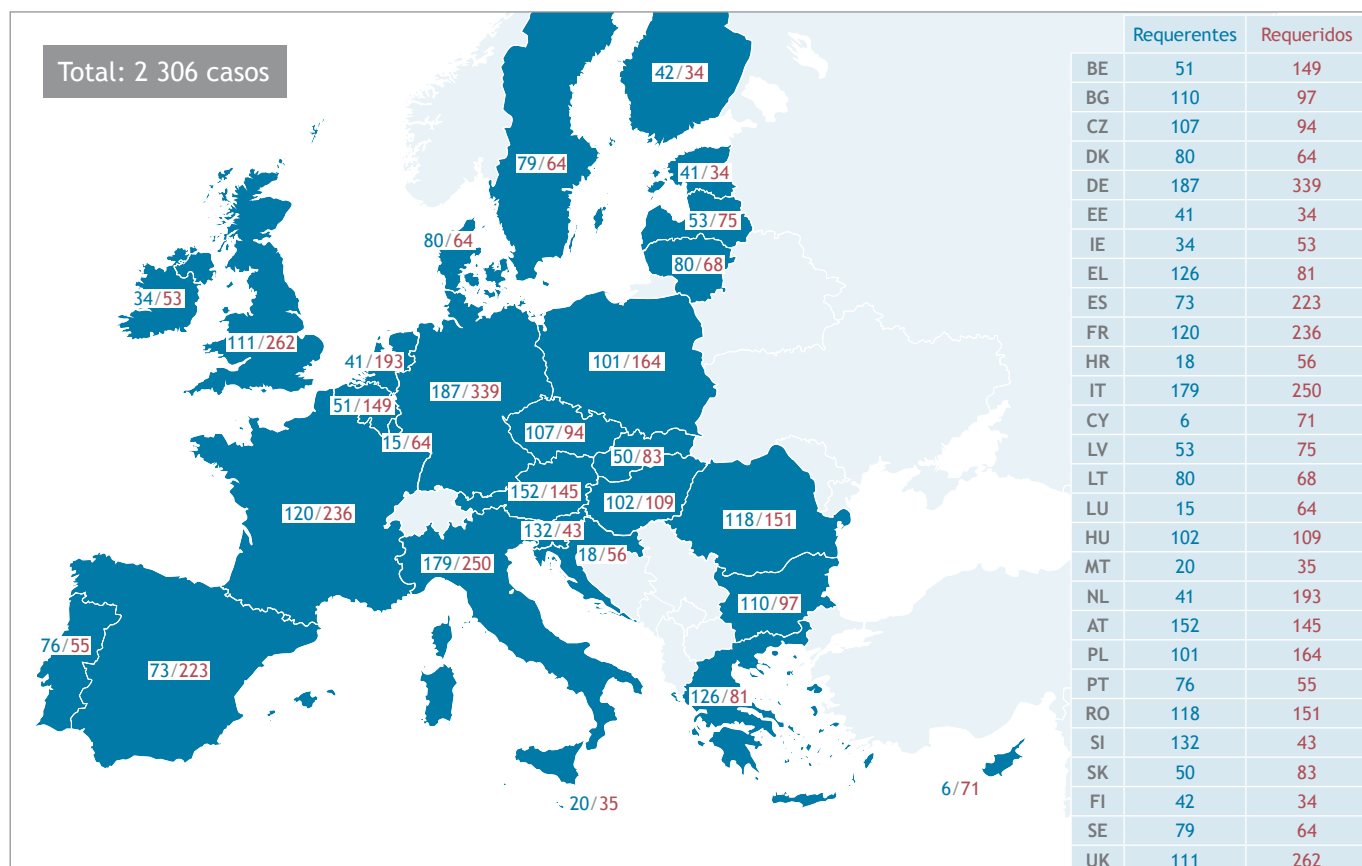 Total: 2 306 casos
42/34
79/64
41/34
53/75
80/64
80/68
34/53
111/262
41/193
101/164
187/339
51/149
107/94
15/64
50/83
152/145
102/109
120/236
118/151
132/43
18/56
179/250
110/97
76/55
73/223
126/81
6/71
20/35
Requerentes Requeridos
BE 51 149
BG 110 97
CZ 107 94
DK 80 64
DE 187 339
EE 41 34
IE 34 53
EL 126 81
ES 73 223
FR 120 236
HR 18 56
IT 179 250
CY 6 71
LV 53 75
LT 80 68
LU 15 64
HU 102 109
MT 20 35
NL 41 193
AT 152 145
PL 101 164
PT 76 55
RO 118 151
SI 132 43
SK 50 83
FI 42 34
SE 79 64
UK 111 262